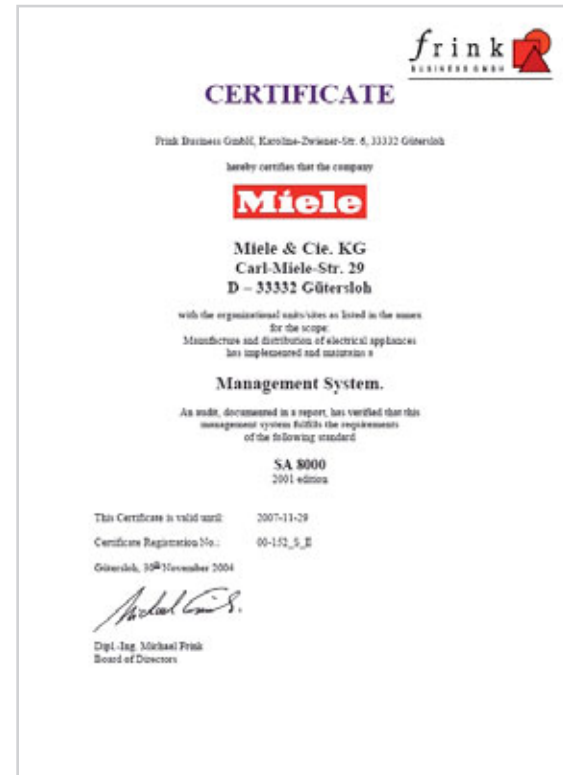 frink
BUSINESS GMBH
CERTIFICATE
Frink Business GmbH, Karoline-Zwiener-Str. 6, 33332 Gütersloh
hereby certifies that the company
Miele
Miele & Cie. KG
Carl-Miele-Str. 29
D – 33332 Gütersloh
with the organizational units/sites as listed in the annex
for the scope:
Manufacture and distribution of electrical appliances
has implemented and maintains a
Management System.
An audit, documented in a report, has verified that this
management system fulfills the requirements
of the following standard
SA 8000
2001 edition
This Certificate is valid until: 2007-11-29
Certificate Registration No.: 00-152_S_E
Gütersloh, 30th November 2004
Dipl.-Ing. Michael Frink
Board of Directors